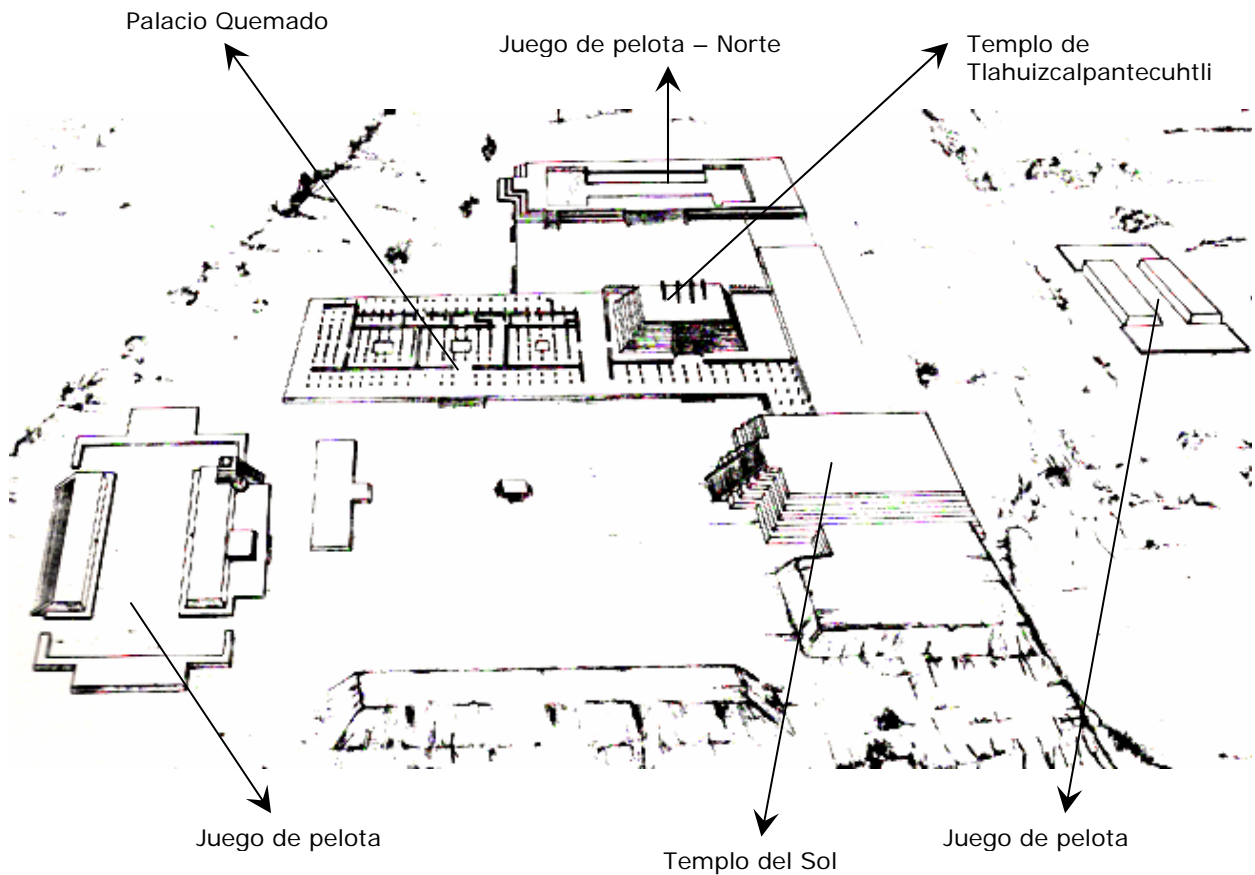 Palacio Quemado
Juego de pelota – Norte
Templo de
Tlahuizcalpantecuhtli
Juego de pelota
Templo del Sol
Juego de pelota